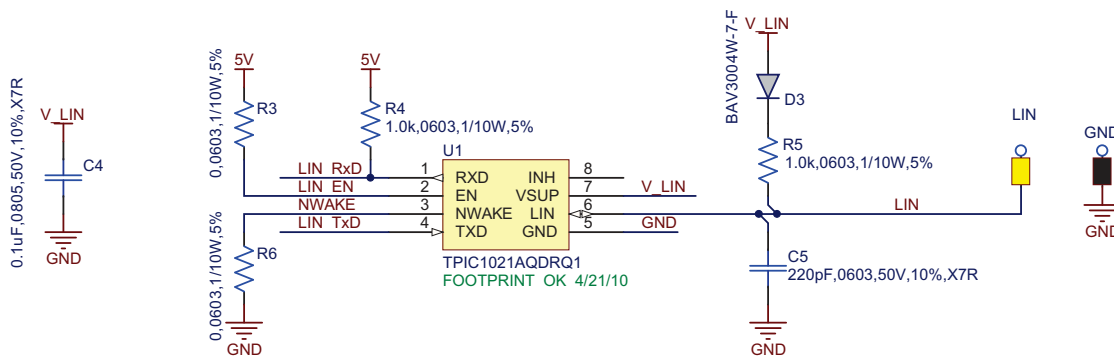 0.1uF,0805,50V,10%,X7R
V_LIN
C4
GND
0,0603,1/10W,5%
5V
R3
5V
R4
1.0k,0603,1/10W,5%
U1
LIN_RxD 1 RXD INH 8
LIN_EN 2 EN VSUP 7 V_LIN
NWAKE 3 NWAKE LIN 6 LIN
LIN_TxD 4 TXD GND 5 GND
TPIC1021AQDRQ1
FOOTPRINT OK 4/21/10
0,0603,1/10W,5%
R6
GND
BAV3004W-7-F
V_LIN
D3
R5
1.0k,0603,1/10W,5%
C5
220pF,0603,50V,10%,X7R
GND
LIN
GND
GND